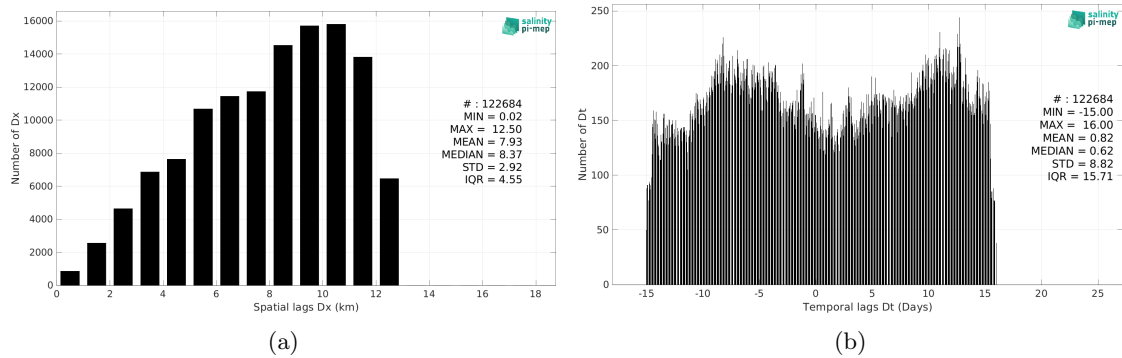 salinity
pi-mep
16000
14000
12000
10000
8000
6000
4000
2000
0
Number of Dx
# : 122684
MIN = 0.02
MAX = 12.50
MEAN = 7.93
MEDIAN = 8.37
STD = 2.92
IQR = 4.55
0 2 4 6 8 10 12 14 16 18
Spatial lags Dx (km)
(a)
salinity
pi-mep
250
200
150
100
50
0
Number of Dt
# : 122684
MIN = -15.00
MAX = 16.00
MEAN = 0.82
MEDIAN = 0.62
STD = 8.82
IQR = 15.71
-15 -10 -5 0 5 10 15 20 25
Temporal lags Dt (Days)
(b)